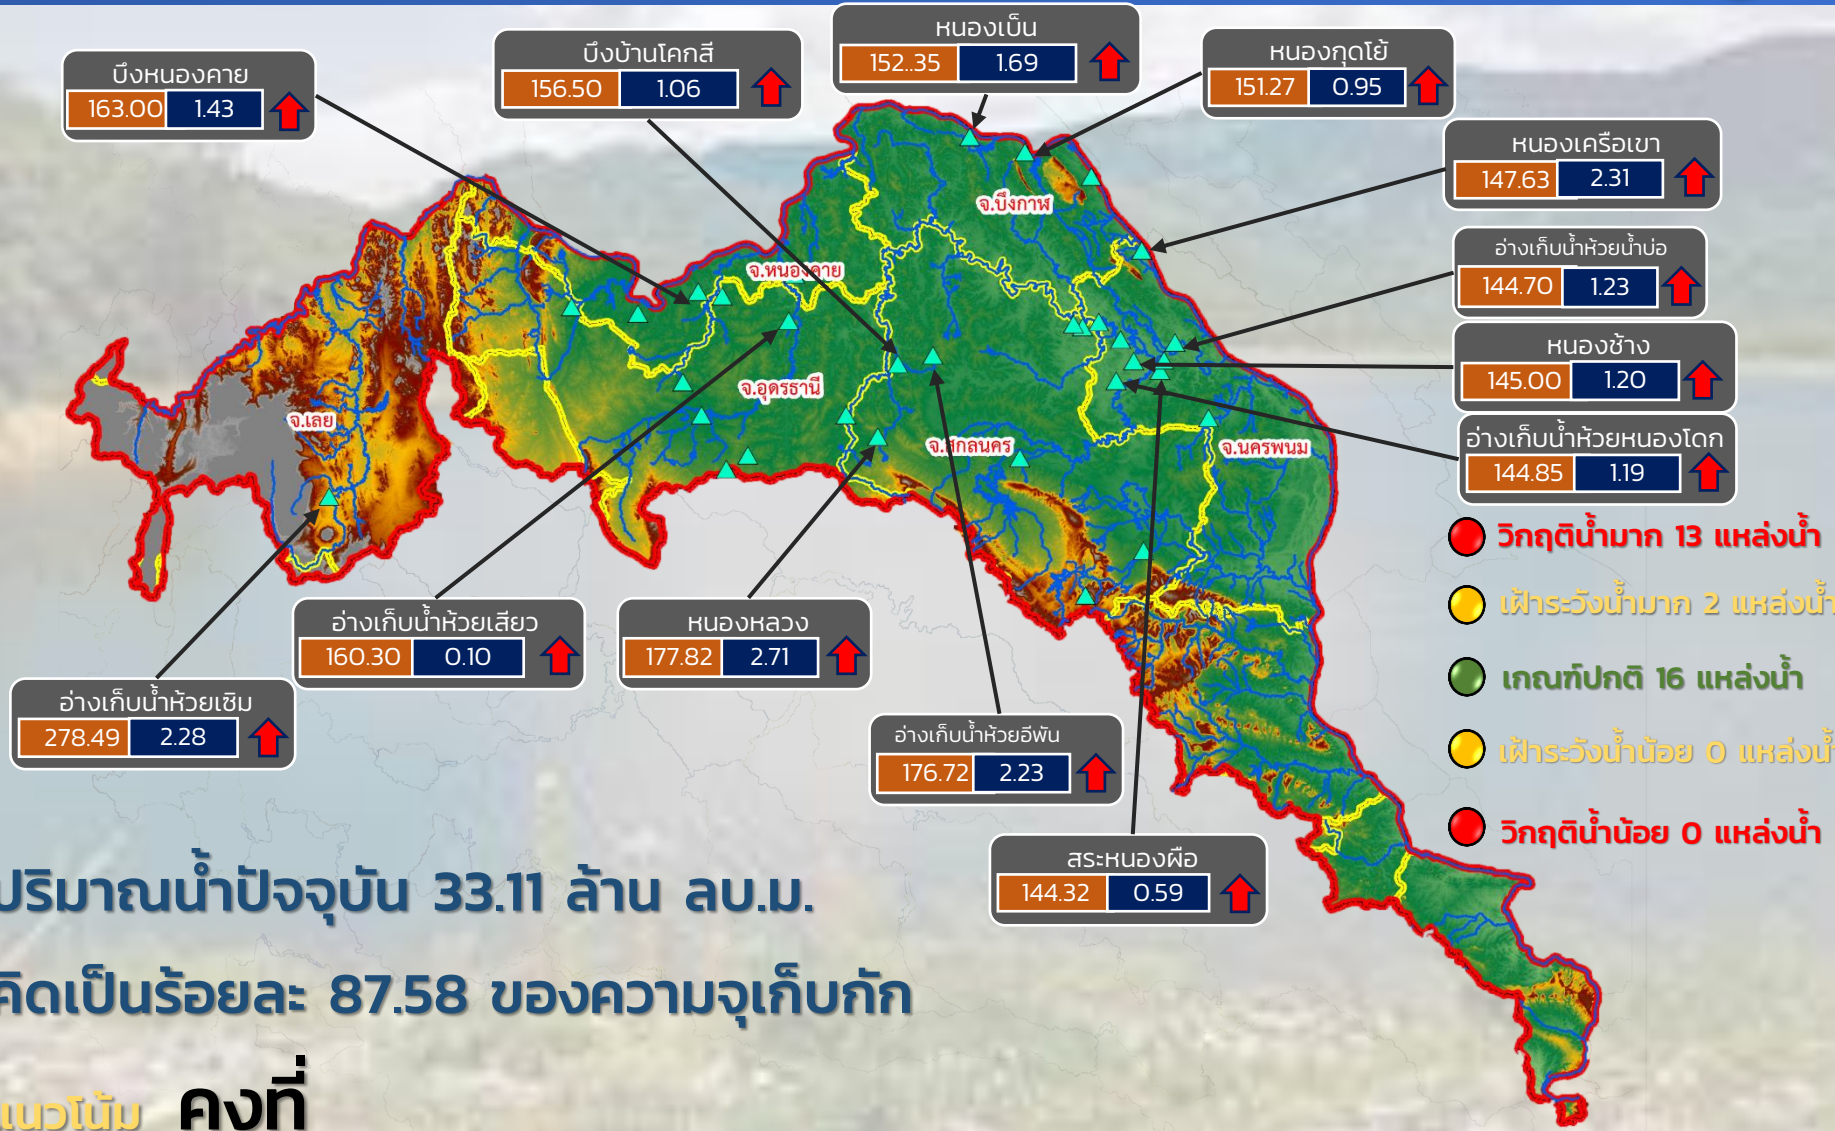 หนองเบ็น
152..35 1.69
บึงบ้านโคกสี
156.50 1.06
หนองกุดโย้
151.27 0.95
บึงหนองคาย
163.00 1.43
หนองเครือเขา
147.63 2.31
จ.บึงกาฬ
อ่างเก็บน้ำห้วยน้ำบ่อ
144.70 1.23
จ.หนองคาย
หนองช้าง
145.00 1.20
จ.อุดรธานี
จ.เลย
อ่างเก็บน้ำห้วยหนองโดก
144.85 1.19
จ.สกลนคร
จ.นครพนม
วิกฤติน้ำมาก 13 แหล่งน้ำ
เฝ้าระวังน้ำมาก 2 แหล่งน้ำ
อ่างเก็บน้ำห้วยเสียว
160.30 0.10
หนองหลวง
177.82 2.71
เกณฑ์ปกติ 16 แหล่งน้ำ
อ่างเก็บน้ำห้วยเซิม
278.49 2.28
อ่างเก็บน้ำห้วยอีพัน
176.72 2.23
เฝ้าระวังน้ำน้อย 0 แหล่งน้ำ
วิกฤติน้ำน้อย 0 แหล่งน้ำ
สระหนองผือ
144.32 0.59
ปริมาณน้ำปัจจุบัน 33.11 ล้าน ลบ.ม.
คิดเป็นร้อยละ 87.58 ของความจุเก็บกัก
แนวโน้ม คงที่